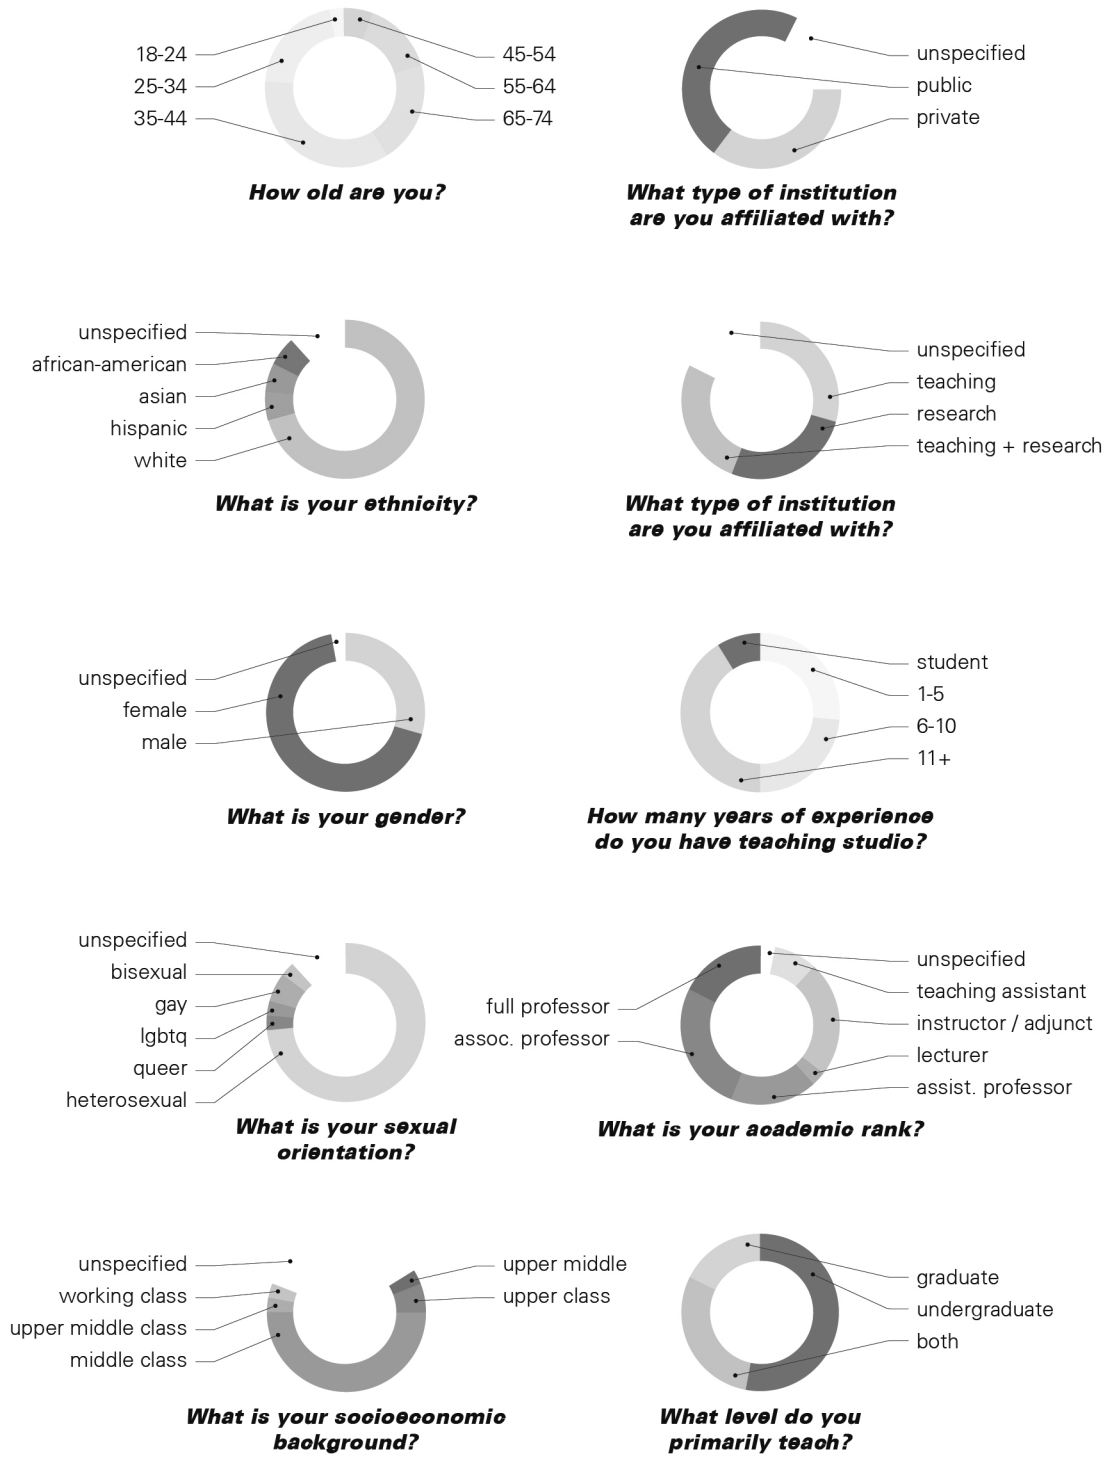 18-24
25-34
35-44
45-54
55-64
65-74
How old are you?
unspecified
public
private
What type of institution
are you affiliated with?
unspecified
african-american
asian
hispanic
white
What is your ethnicity?
unspecified
teaching
research
teaching + research
What type of institution
are you affiliated with?
unspecified
female
male
What is your gender?
student
1-5
6-10
11+
How many years of experience
do you have teaching studio?
unspecified
bisexual
gay
lgbtq
queer
heterosexual
What is your sexual
orientation?
full professor
assoc. professor
unspecified
teaching assistant
instructor / adjunct
lecturer
assist. professor
What is your academic rank?
unspecified
working class
upper middle class
middle class
upper middle
upper class
What is your socioeconomic
background?
graduate
undergraduate
both
What level do you
primarily teach?